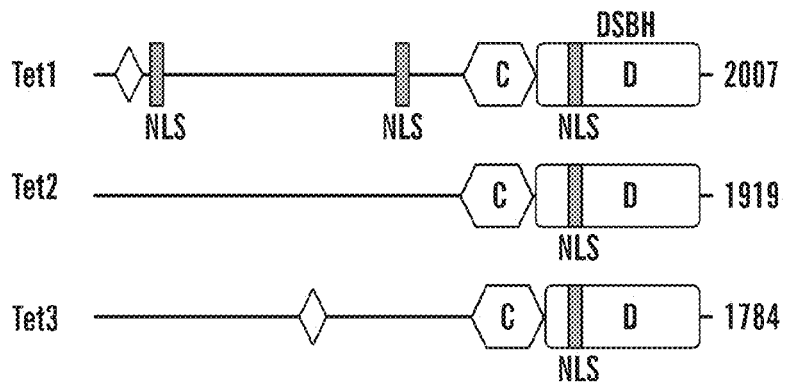 DSBH
Tet1 C D 2007
NLS NLS NLS
Tet2 C D 1919
NLS
Tet3 C D 1784
NLS